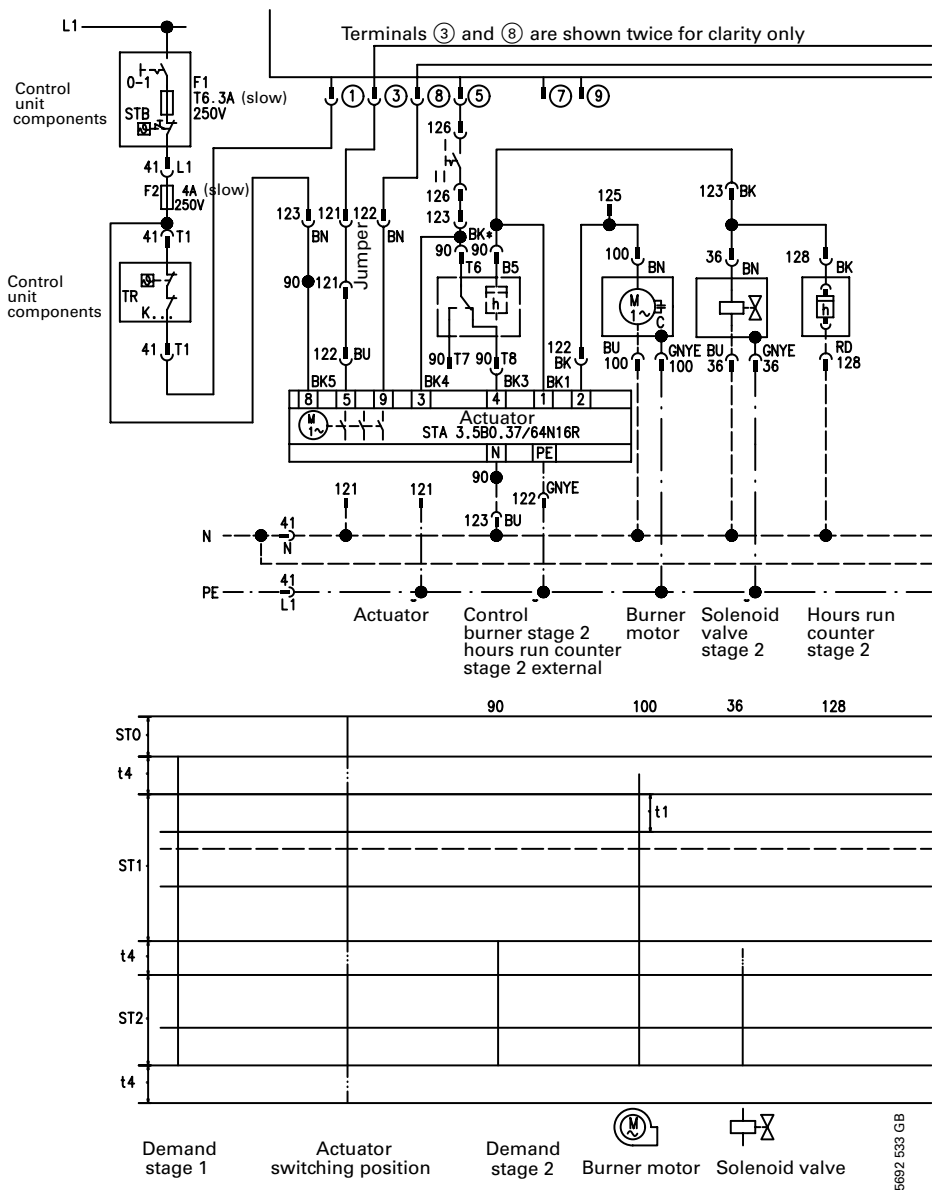 L1
Terminals ③ and ⑧ are shown twice for clarity only
Control
unit
components
0-1
F1
T6.3A (slow)
250V
STB
① ③ ⑧ ⑤ ⑦ ⑨
126
41 L1
F2 4A (slow)
250V
126
123 BK
125
123 121 122 123
BN Jumper BN BK*
41 T1
90 90
T6 B5
100 BN
36 BN
128 BK
Control
unit
components
TR
K...
90 121
h
M
1~
C
h
41 T1
122 BU
90 T7 90 T8
122
BK
BU
100
GNYE
100
BU
36
GNYE
36
RD
128
BK5 BK4 BK3 BK1
8 5 9 3 4 1 2
M
1~
Actuator
STA 3.5B0.37/64N16R
N PE
90
121 121
122 GNYE
123 BU
N 41
N
PE 41
L1
Actuator
Control
burner stage 2
hours run counter
stage 2 external
Burner
motor
Solenoid
valve
stage 2
Hours run
counter
stage 2
90 100 36 128
ST0
t4
t1
ST1
t4
ST2
t4
M
~
Demand
stage 1
Actuator
switching position
Demand
stage 2
Burner motor
Solenoid valve
5692 533 GB